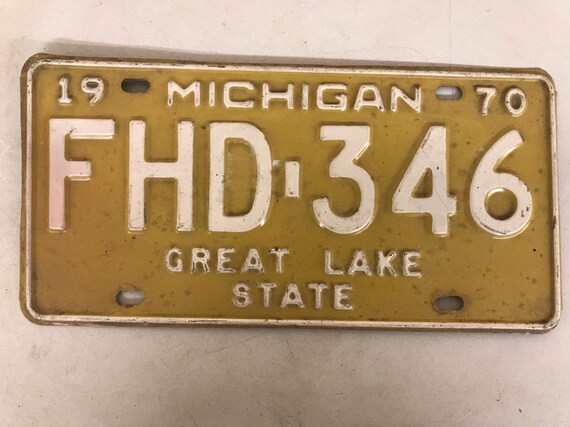 19 MICHIGAN 70
FHD-346
GREAT LAKE
STATE